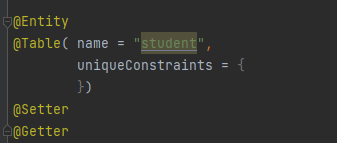 @Entity
@Table( name = "student",
uniqueConstraints = {
})
@Setter
@Getter